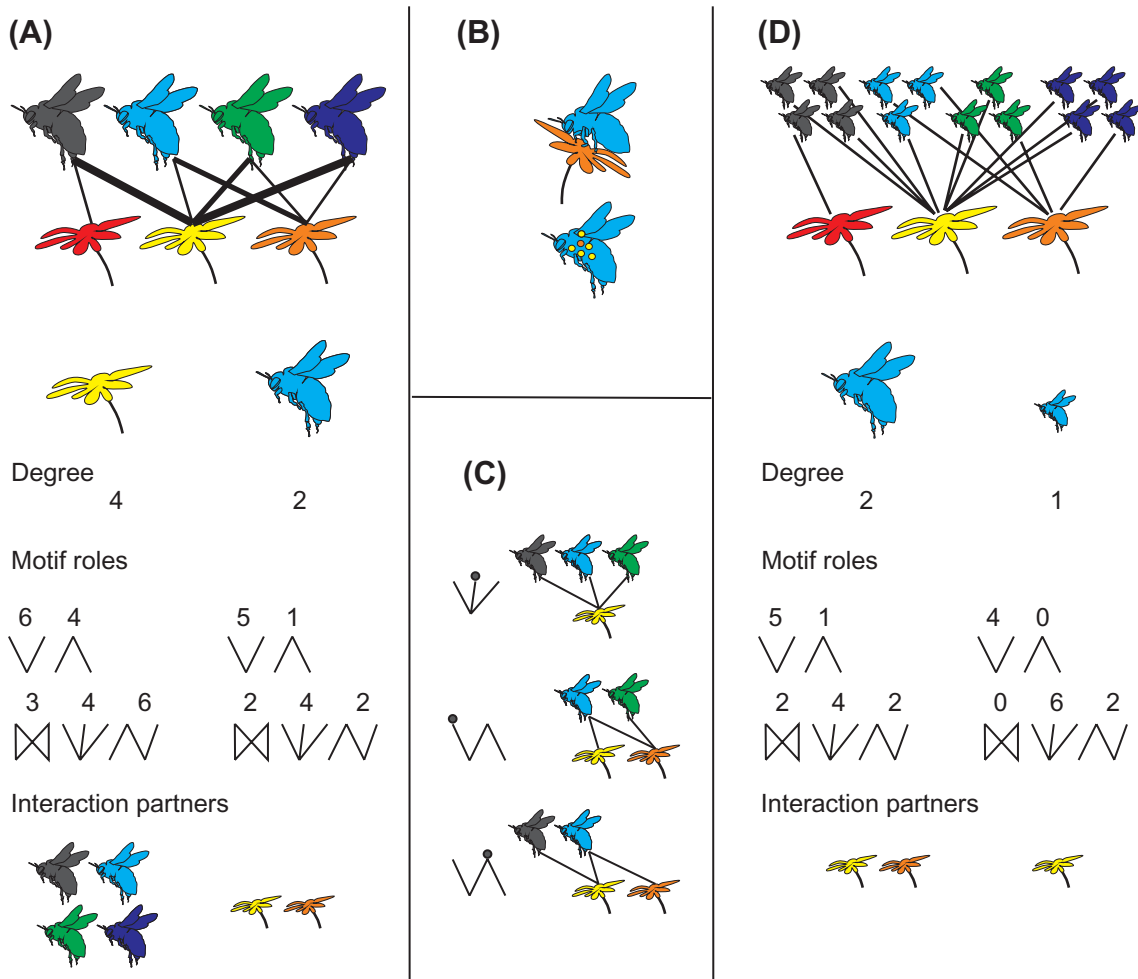 (A)
Degree
4 2
Motif roles
6 4 5 1
3 4 6 2 4 2
Interaction partners
(B)
(C)
(D)
Degree
2 1
Motif roles
5 1 4 0
2 4 2 0 6 2
Interaction partners